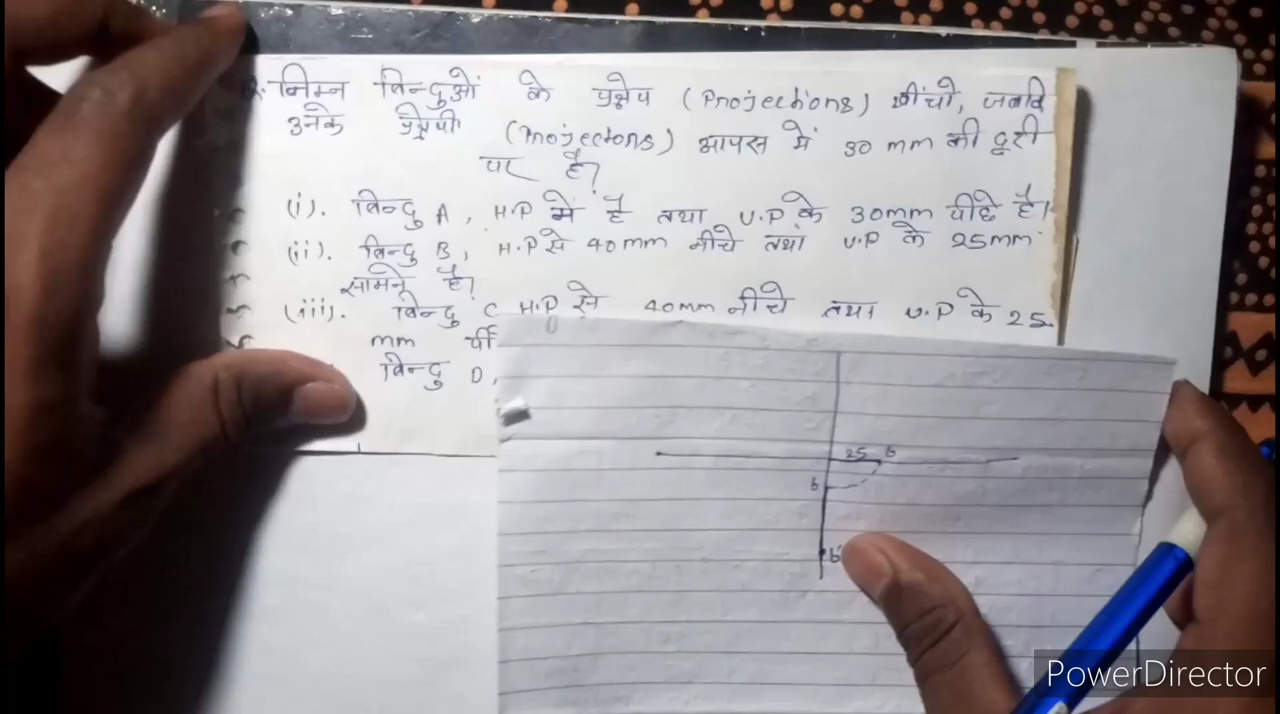 Q. निम्न बिन्दुओं के प्रक्षेप (Projections) खींचो, जबकि
उनके प्रक्षेपी (Projectons) आपस में 30 mm की दूरी
पर है।
(i). बिन्दु A, H.P में है तथा V.P के 30mm पीछे है।
(ii). बिन्दु B, H.P से 40mm नीचे तथा V.P के 25mm
सामने है।
(iii). बिन्दु C H.P से 40mm नीचे तथा V.P के 25
mm
बिन्दु D,
25 b
b
b'
PowerDirector